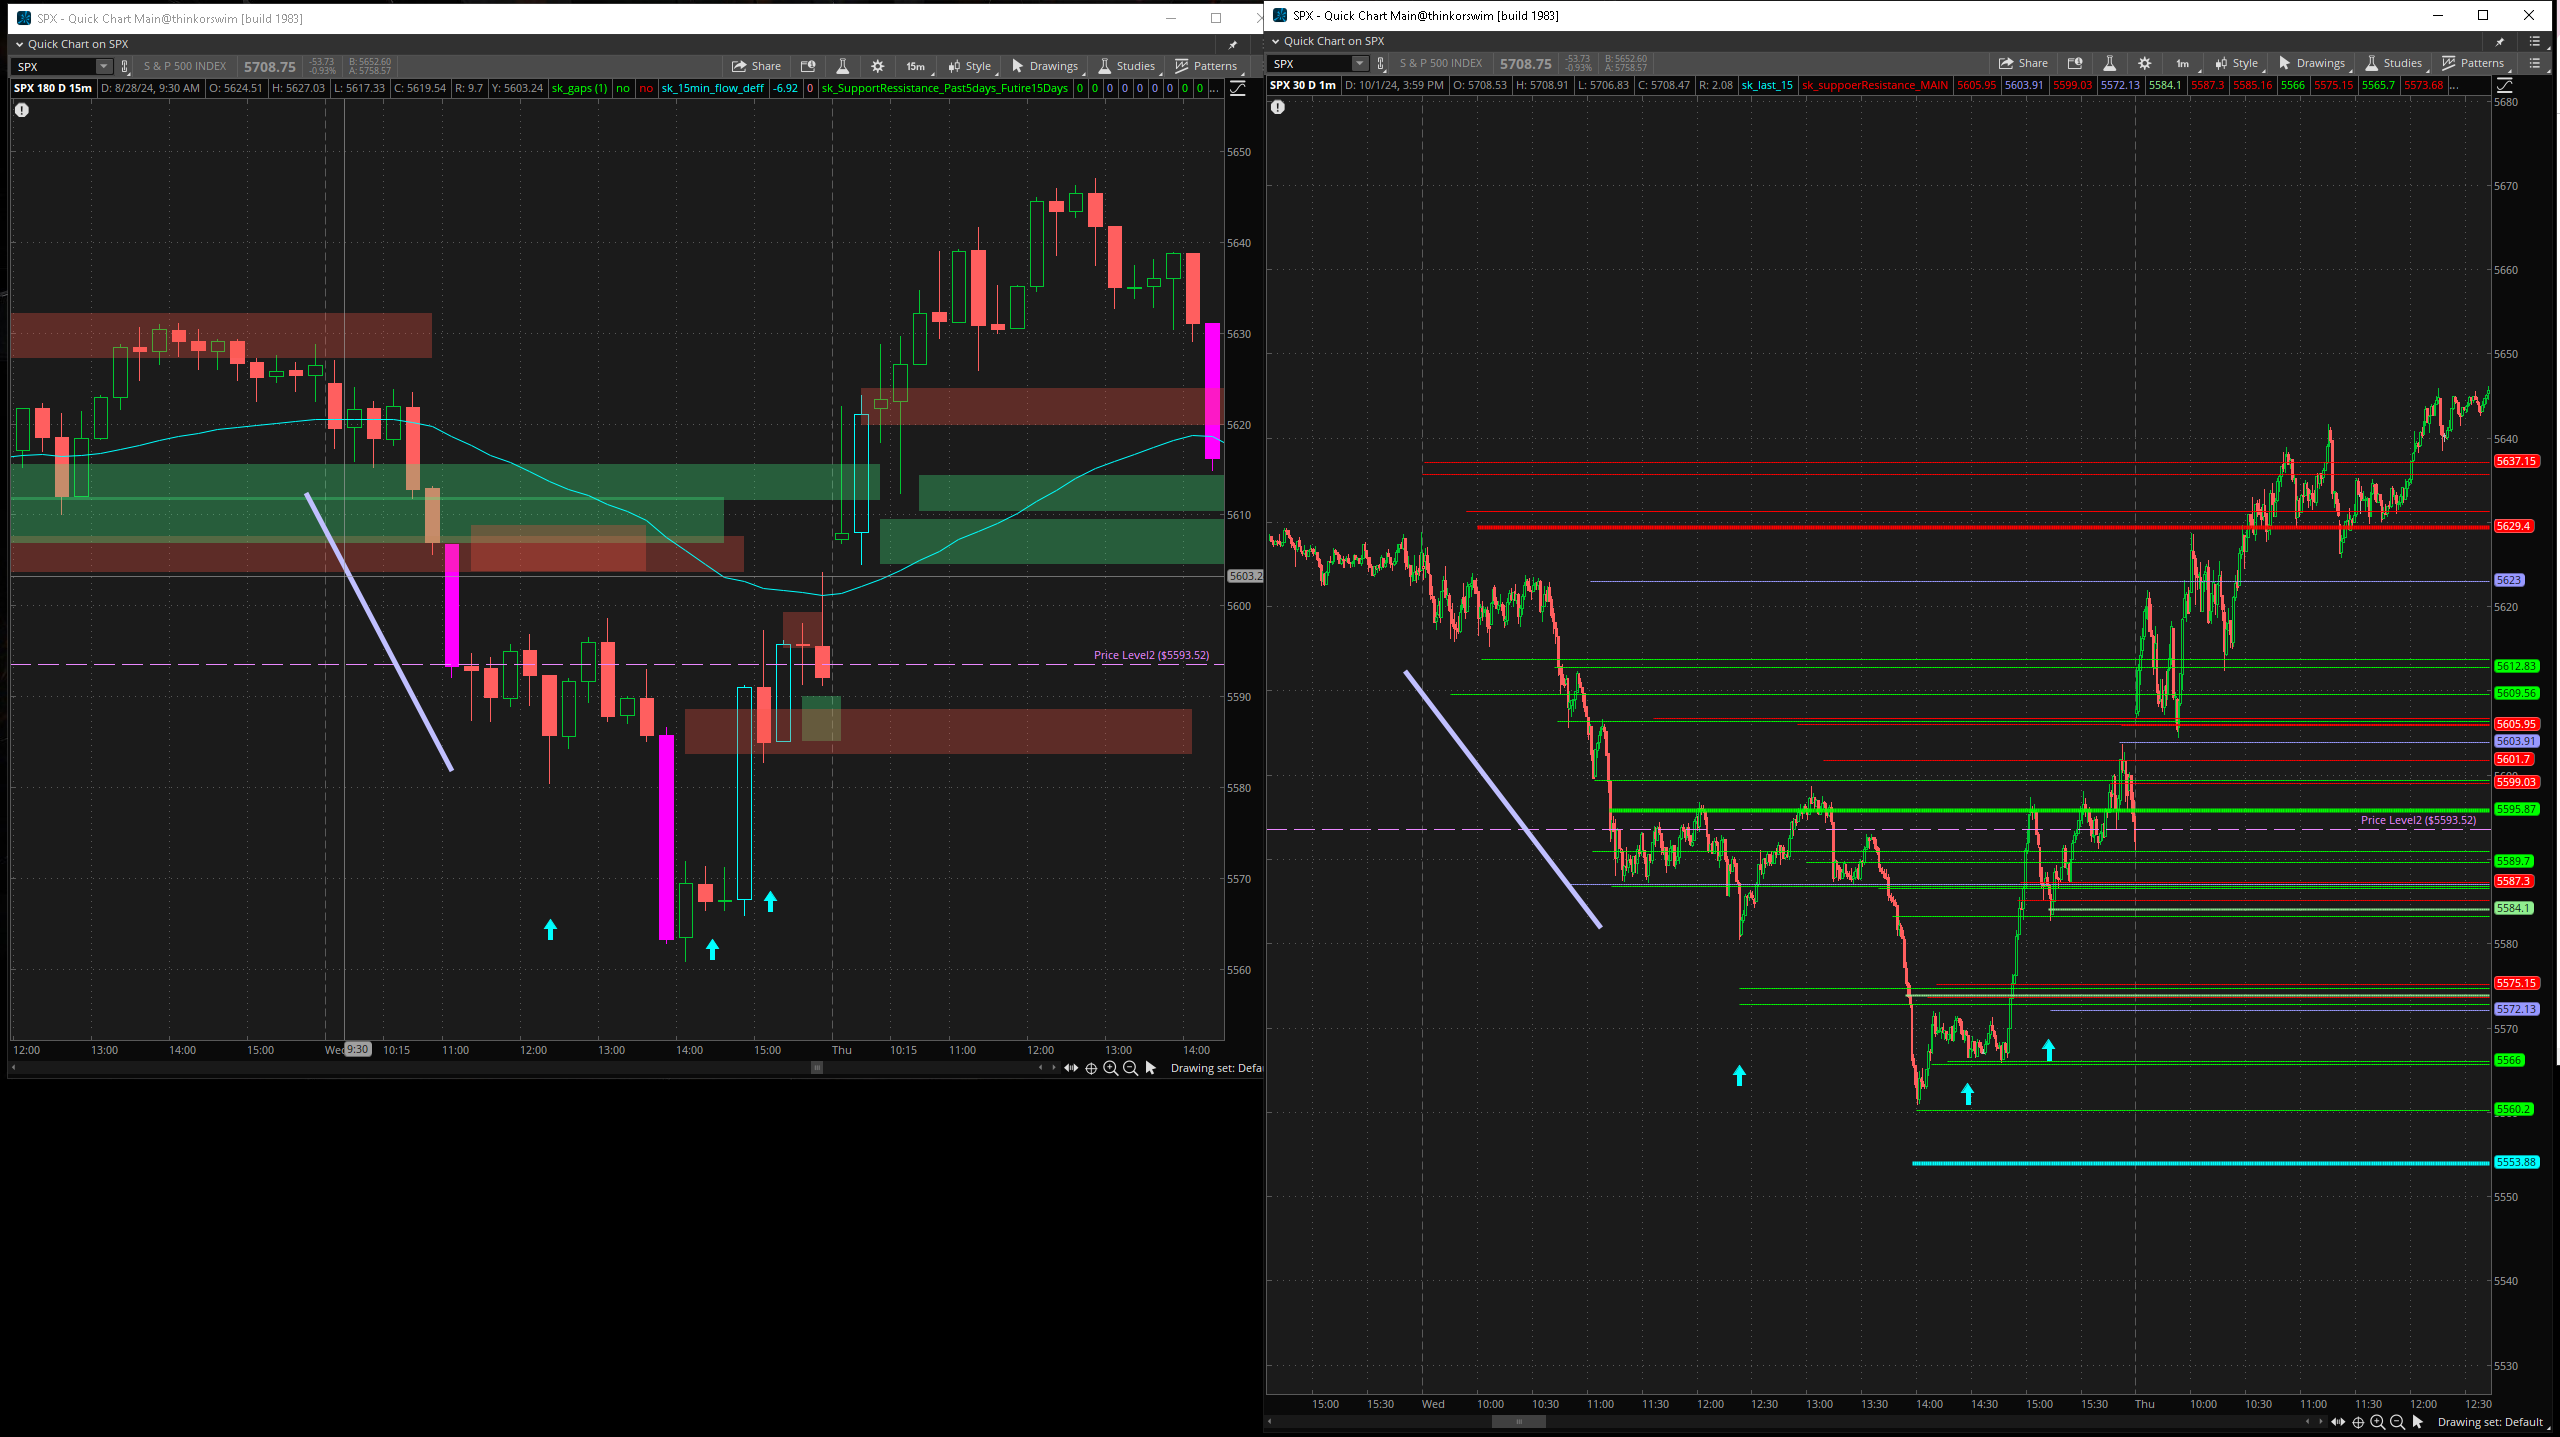 SPX - Quick Chart Main@thinkorswim [build 1983]
Quick Chart on SPX
SPX S & P 500 INDEX 5708.75 -53.73 -0.93% B: 5652.60 A: 5758.57 Share 15m Style Drawings Studies Patterns
SPX 180 D 15m D: 8/28/24, 9:30 AM O: 5624.51 H: 5627.03 L: 5617.33 C: 5619.54 R: 9.7 Y: 5603.24 sk_gaps (1) no no sk_15min_flow_deff -6.92 0 sk_SupportRessistance_Past5days_Futire15Days 0 0 0 0 0 0 0 0 0 ...
5650
5640
5630
5620
5610
5603.2
5600
Price Level2 ($5593.52)
5590
5580
5570
5560
12:00 13:00 14:00 15:00 Wed 9:30 10:15 11:00 12:00 13:00 14:00 15:00 Thu 10:15 11:00 12:00 13:00 14:00
Drawing set: Defa
SPX - Quick Chart Main@thinkorswim [build 1983]
Quick Chart on SPX
SPX S & P 500 INDEX 5708.75 -53.73 -0.93% B: 5652.60 A: 5758.57 Share 1m Style Drawings Studies Patterns
SPX 30 D 1m D: 10/1/24, 3:59 PM O: 5708.53 H: 5708.91 L: 5706.83 C: 5708.47 R: 2.08 sk_last_15 sk_suppoerResistance_MAIN 5605.95 5603.91 5599.03 5572.13 5584.1 5587.3 5585.16 5566 5575.15 5565.7 5573.68 ...
5680
5670
5660
5650
5640
5637.15
5629.4
5623
5620
5612.83
5609.56
5605.95
5603.91
5601.7
5599.03
5595.87
Price Level2 ($5593.52)
5589.7
5587.3
5584.1
5580
5575.15
5572.13
5570
5566
5560.2
5553.88
5550
5540
5530
15:00 15:30 Wed 10:00 10:30 11:00 11:30 12:00 12:30 13:00 13:30 14:00 14:30 15:00 15:30 Thu 10:00 10:30 11:00 11:30 12:00 12:30
Drawing set: Default